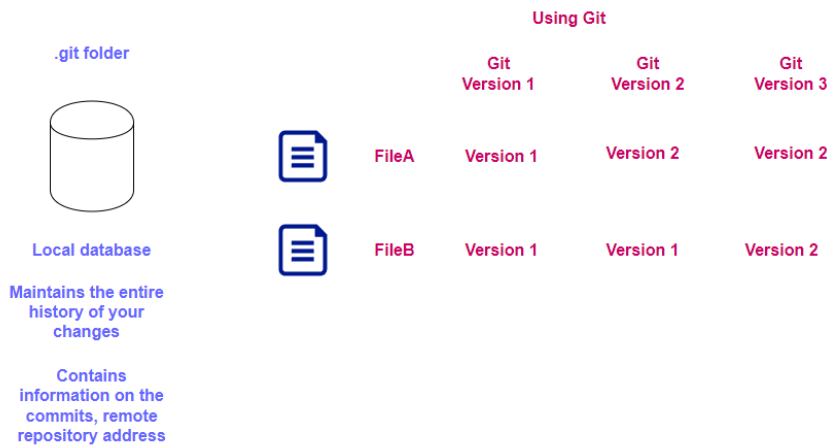 Using Git
.git folder
Git
Version 1
Git
Version 2
Git
Version 3
FileA Version 1 Version 2 Version 2
FileB Version 1 Version 1 Version 2
Local database
Maintains the entire
history of your
changes
Contains
information on the
commits, remote
repository address